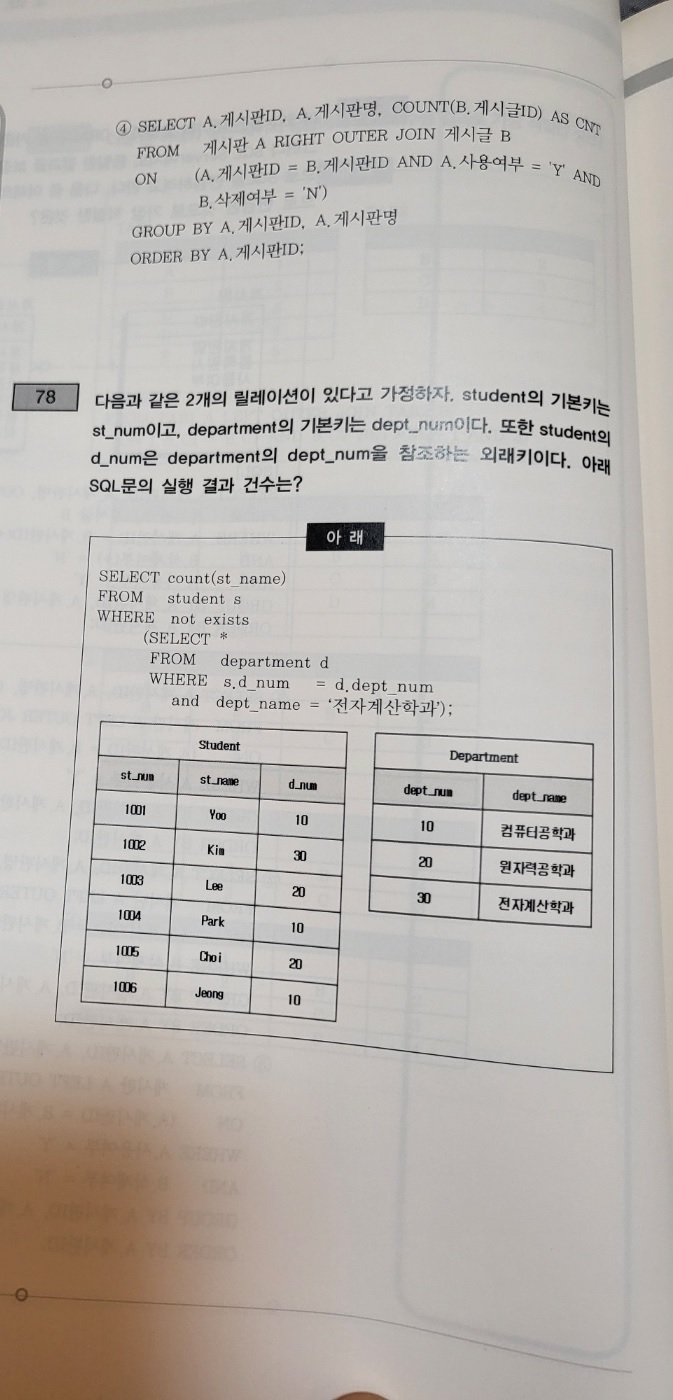 ④ SELECT A.게시판ID, A.게시판명, COUNT(B.게시글ID) AS CNT
FROM 게시판 A RIGHT OUTER JOIN 게시글 B
ON (A.게시판ID = B.게시판ID AND A.사용여부 = 'Y' AND
B.삭제여부 = 'N')
GROUP BY A.게시판ID, A.게시판명
ORDER BY A.게시판ID;
78 다음과 같은 2개의 릴레이션이 있다고 가정하자. student의 기본키는
st_num이고, department의 기본키는 dept_num이다. 또한 student의
d_num은 department의 dept_num을 참조하는 외래키이다. 아래
SQL문의 실행 결과 건수는?
아 래
SELECT count(st_name)
FROM student s
WHERE not exists
(SELECT *
FROM department d
WHERE s.d_num = d.dept_num
and dept_name = '전자계산학과');
Student
st_num st_name d_num
1001 Yoo 10
1002 Kim 30
1003 Lee 20
1004 Park 10
1005 Choi 20
1006 Jeong 10
Department
dept_num dept_name
10 컴퓨터공학과
20 원자력공학과
30 전자계산학과